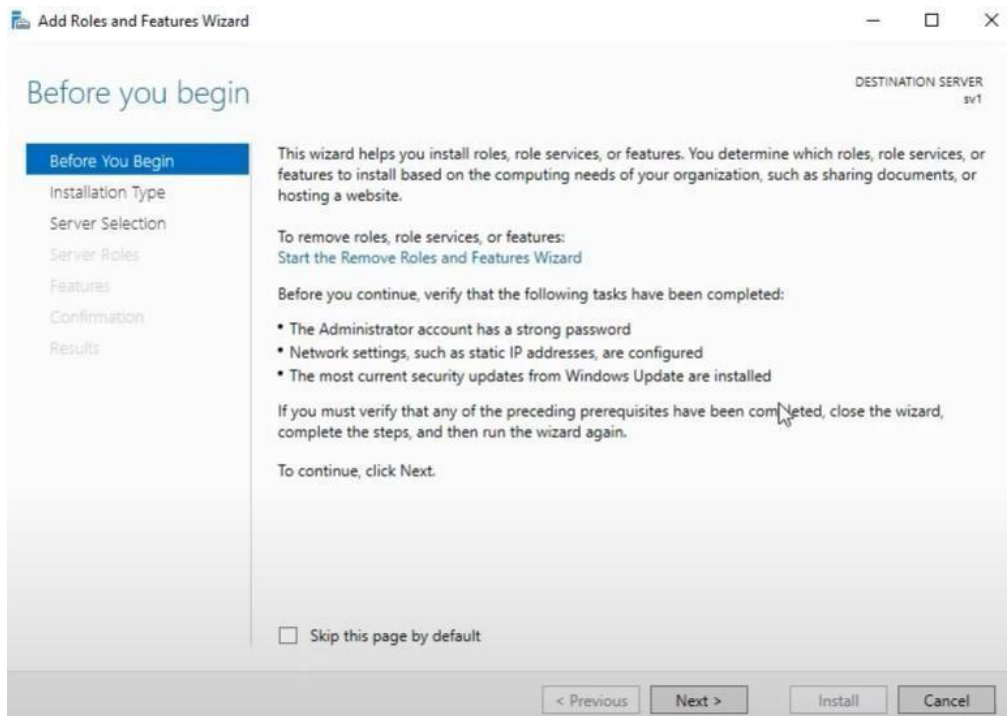 Add Roles and Features Wizard
Before you begin
DESTINATION SERVER
sv1
Before You Begin
Installation Type
Server Selection
Server Roles
Features
Confirmation
Results
This wizard helps you install roles, role services, or features. You determine which roles, role services, or
features to install based on the computing needs of your organization, such as sharing documents, or
hosting a website.
To remove roles, role services, or features:
Start the Remove Roles and Features Wizard
Before you continue, verify that the following tasks have been completed:
• The Administrator account has a strong password
• Network settings, such as static IP addresses, are configured
• The most current security updates from Windows Update are installed
If you must verify that any of the preceding prerequisites have been completed, close the wizard,
complete the steps, and then run the wizard again.
To continue, click Next.
Skip this page by default
< Previous
Next >
Install
Cancel